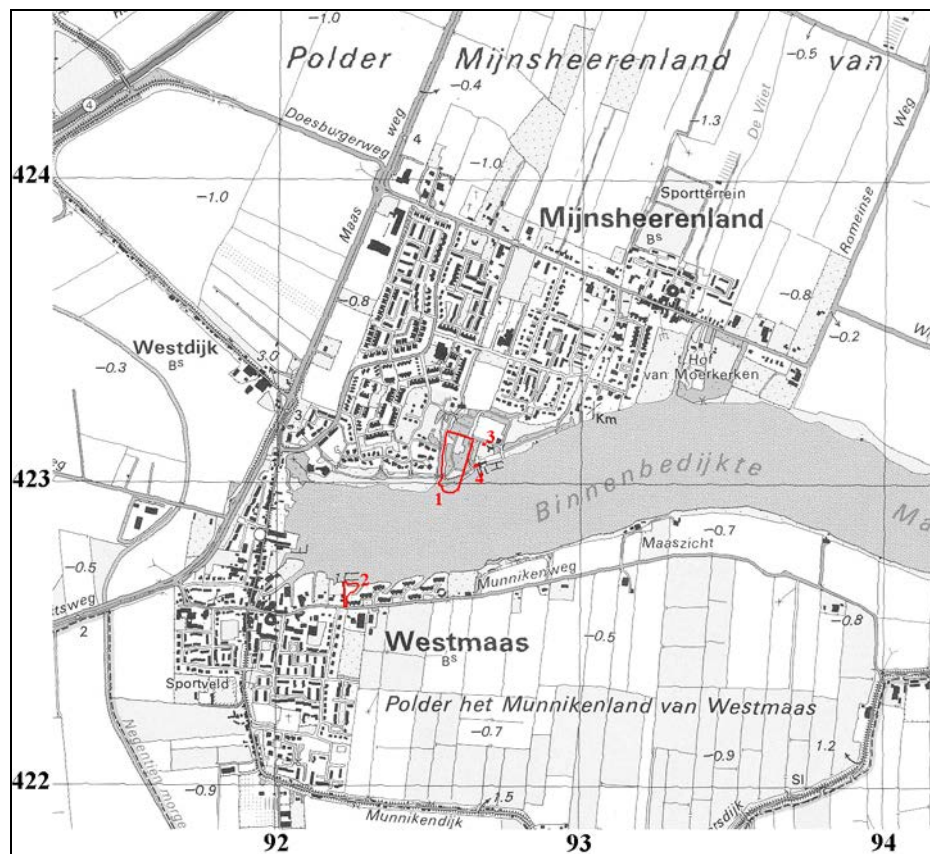 -1.0
Polder Mijnsheerenland van
-0.5
-0.4
4
Doesburgerweg
weg
4
-1.3
De Vliet
Weg
-1.0
424
Sportterrein
-1.0
Maas
Mijnsheerenland
Bs
Romeinse
-0.8
-0.8
Westdijk
Bs
3.0
-0.3
-0.2
't Hof
van Moerkerken
Km
3
3
423
4
1
Binnenbedijkte
-0.7
Maaszicht
-0.5
2
Munnikenweg
2
-0.8
Westmaas
Bs
-0.5
Sportveld
Polder het Munnikenland van Westmaas
-0.7
-0.9
1.2
Sl
422
-0.9
1.5
Munnikendijk
92
93
94